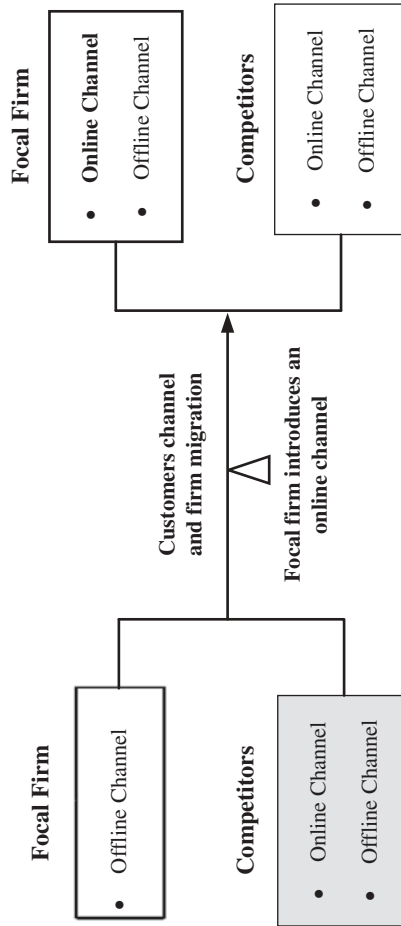 Focal Firm
• Offline Channel
Competitors
• Online Channel
• Offline Channel
Customers channel
and firm migration
Focal firm introduces an
online channel
Focal Firm
• Online Channel
• Offline Channel
Competitors
• Online Channel
• Offline Channel